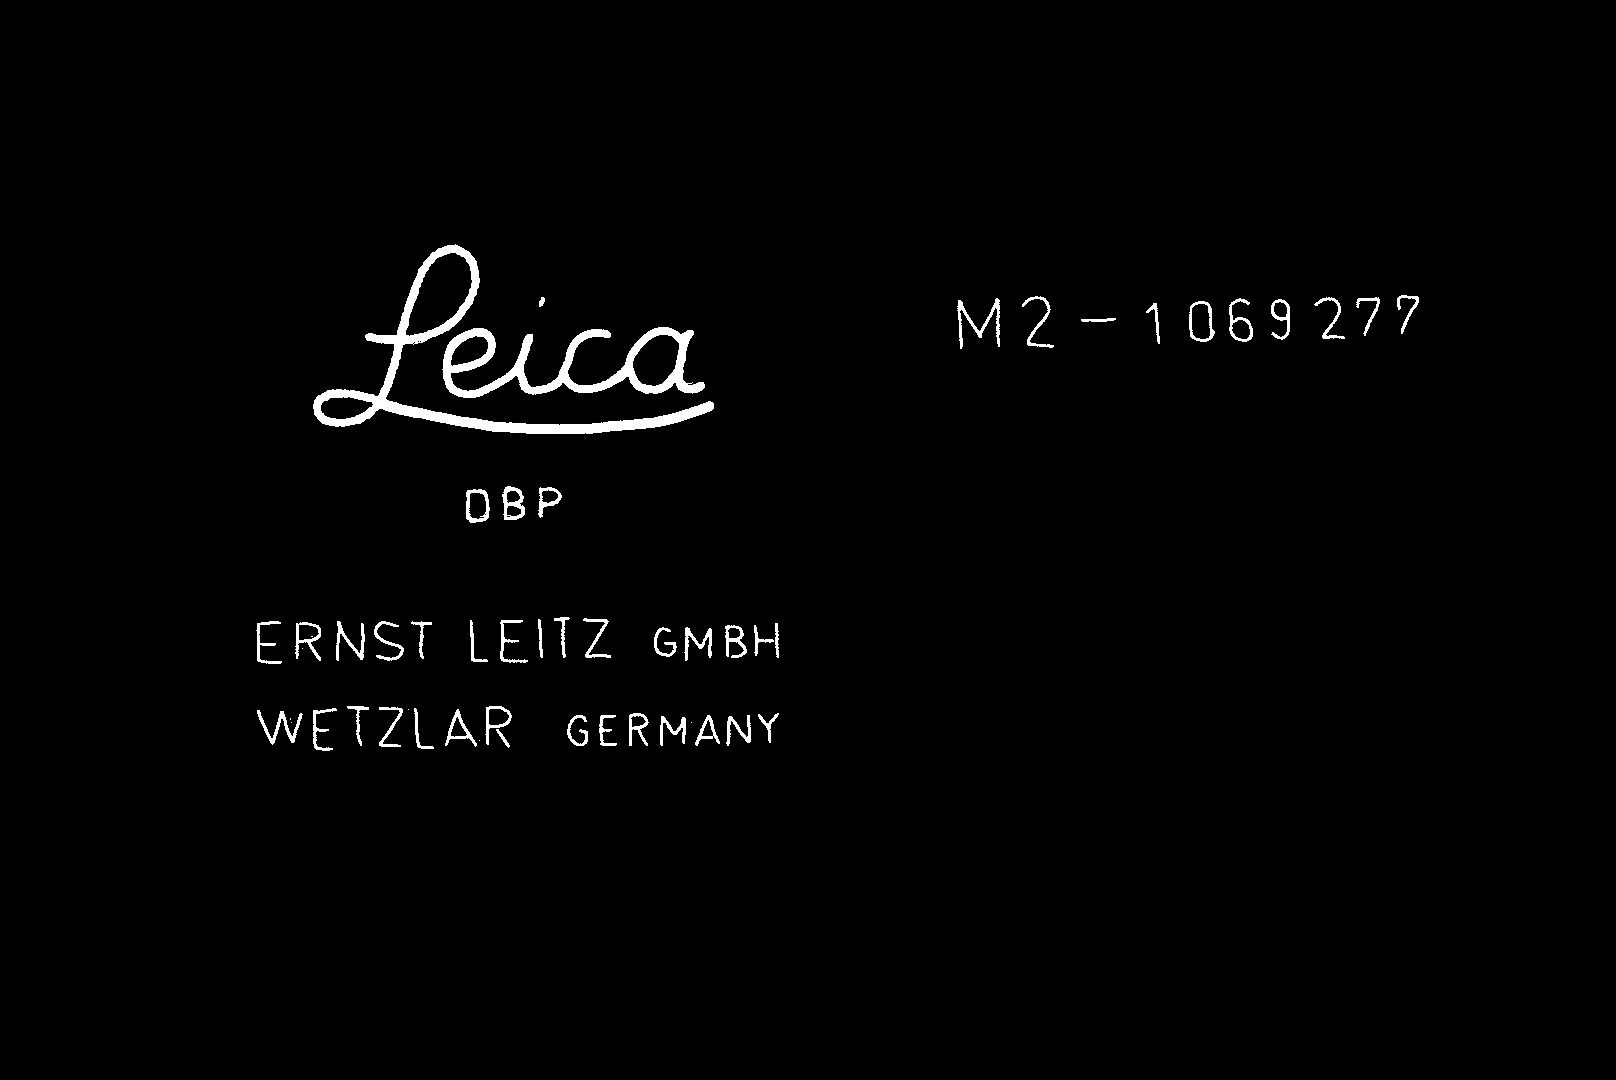 Leica
M2-1069277
DBP
ERNST LEITZ GMBH
WETZLAR GERMANY